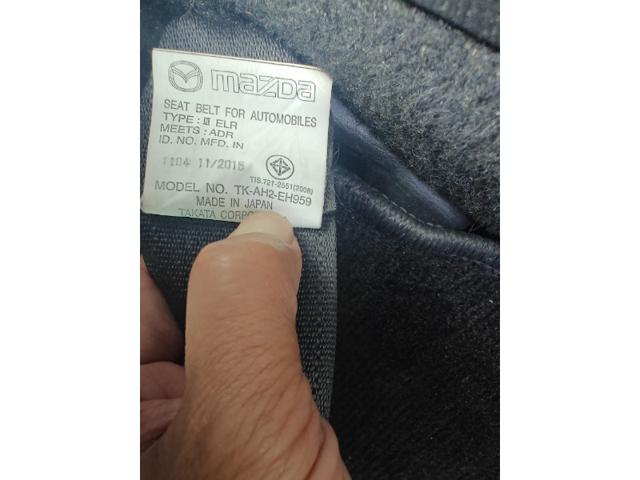 mazda
SEAT BELT FOR AUTOMOBILES
TYPE : ELR
MEETS: ADR
ID. NO. MFD. IN
1104 11/2015
TIS.721-2551(2008)
MODEL NO. TK-AH2-EH959
MADE IN JAPAN
TAKATA